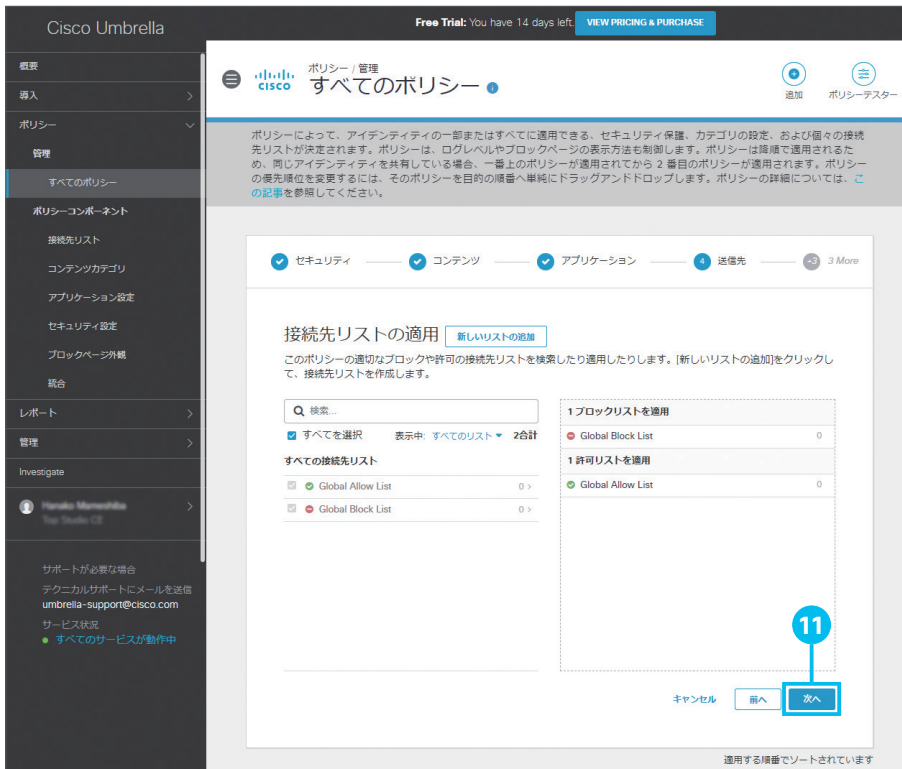 Cisco Umbrella
Free Trial: You have 14 days left.
VIEW PRICING & PURCHASE
概要
導入
ポリシー
管理
すべてのポリシー
ポリシーコンポーネント
接続先リスト
コンテンツカテゴリ
アプリケーション設定
セキュリティ設定
ブロックページ外観
統合
レポート
管理
Investigate
Hanako Mameshiba
Top Studio CE
サポートが必要な場合
テクニカルサポートにメールを送信
umbrella-support@cisco.com
サービス状況
すべてのサービスが動作中
cisco
ポリシー / 管理
すべてのポリシー
追加
ポリシーテスター
ポリシーによって、アイデンティティの一部またはすべてに適用できる、セキュリティ保護、カテゴリの設定、および個々の接続
先リストが決定されます。ポリシーは、ログレベルやブロックページの表示方法も制御します。ポリシーは降順で適用されるた
め、同じアイデンティティを共有している場合、一番上のポリシーが適用されてから 2 番目のポリシーが適用されます。ポリシー
の優先順位を変更するには、そのポリシーを目的の順番へ単純にドラッグアンドドロップします。ポリシーの詳細については、こ
の記事を参照してください。
セキュリティ
コンテンツ
アプリケーション
4 送信先
+3 3 More
接続先リストの適用
新しいリストの追加
このポリシーの適切なブロックや許可の接続先リストを検索したり適用したりします。[新しいリストの追加]をクリックし
て、接続先リストを作成します。
検索...
すべてを選択
表示中: すべてのリスト
2合計
すべての接続先リスト
Global Allow List 0 >
Global Block List 0 >
1 ブロックリストを適用
Global Block List 0
1 許可リストを適用
Global Allow List 0
11
キャンセル
前へ
次へ
適用する順番でソートされています